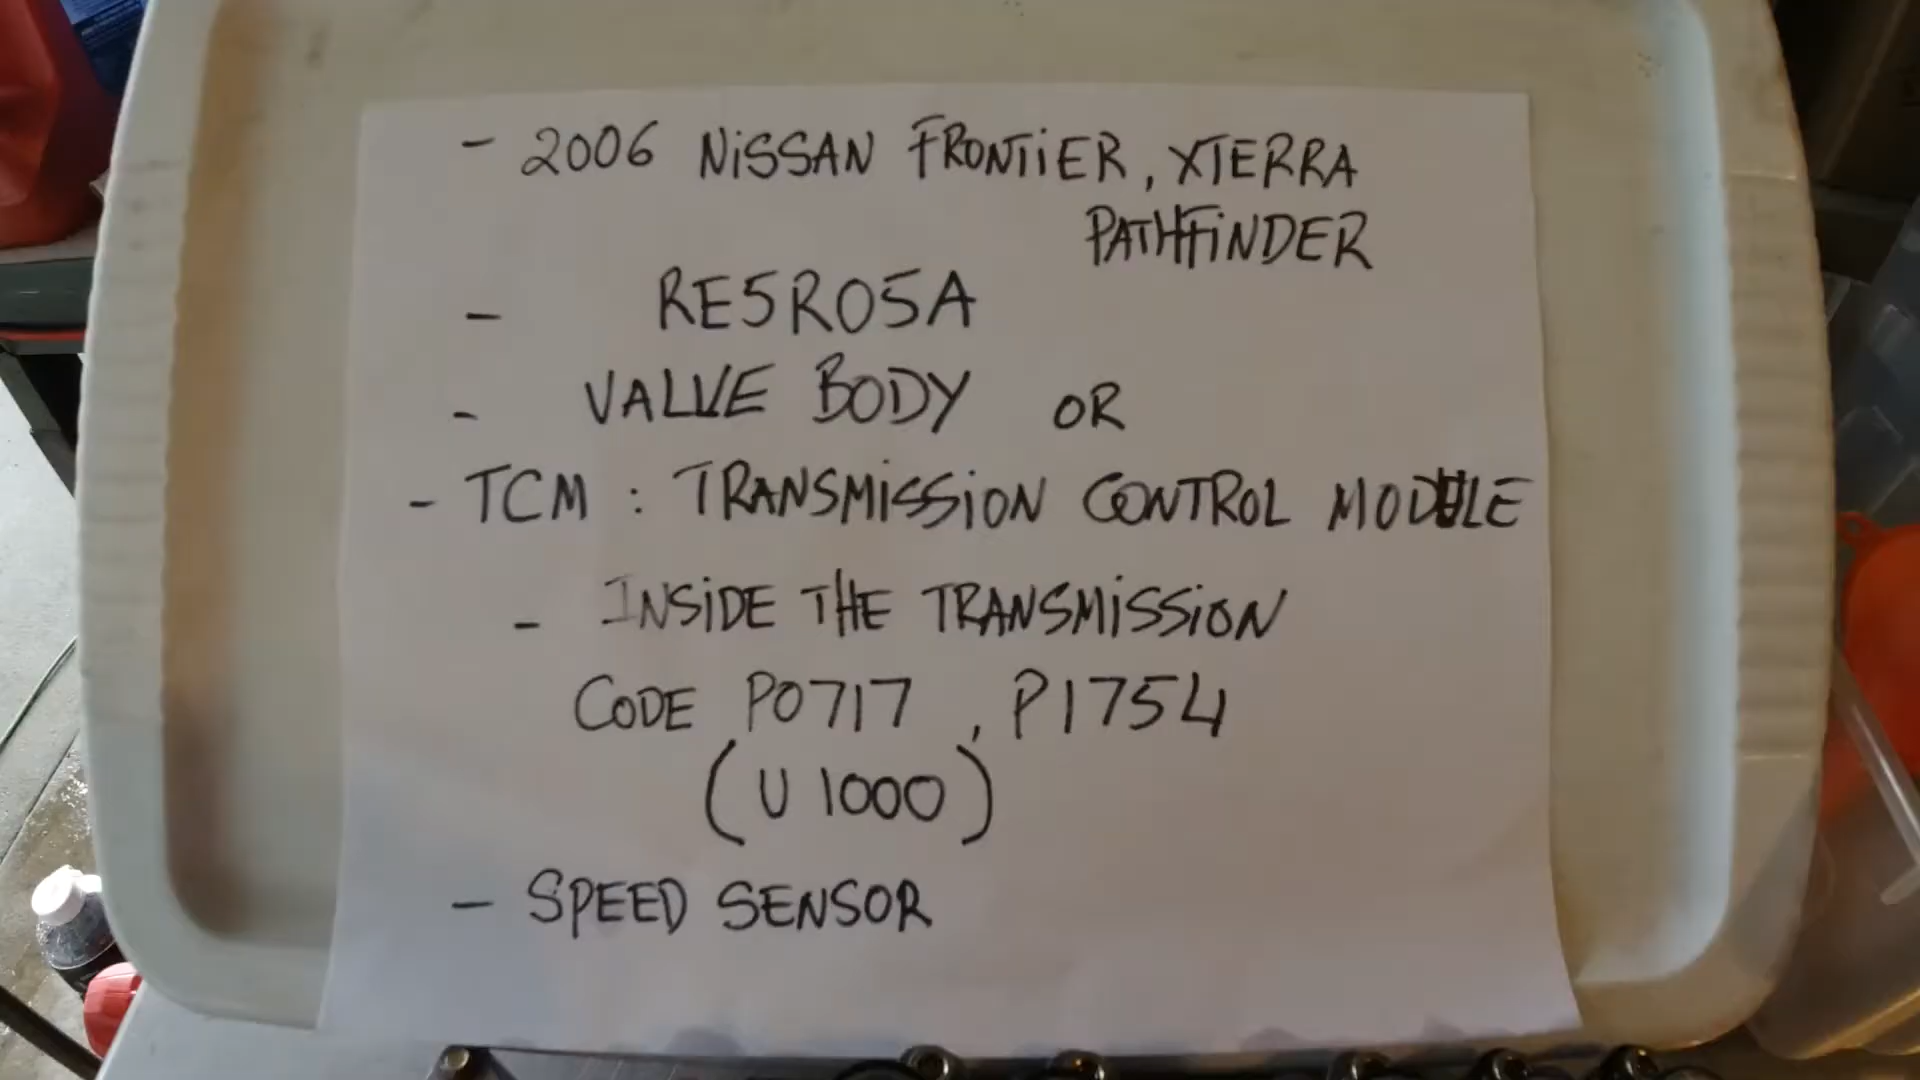 - 2006 NiSSAN FRONTiER, XTERRA
PATHFiNDER
- RE5R05A
- VALVE BODY OR
- TCM : TRANSMiSSiON CONTROL MODULE
- INSiDE THE TRANSMiSSiON
CODE P0717 , P1754
(U 1000)
- SPEED SENSOR